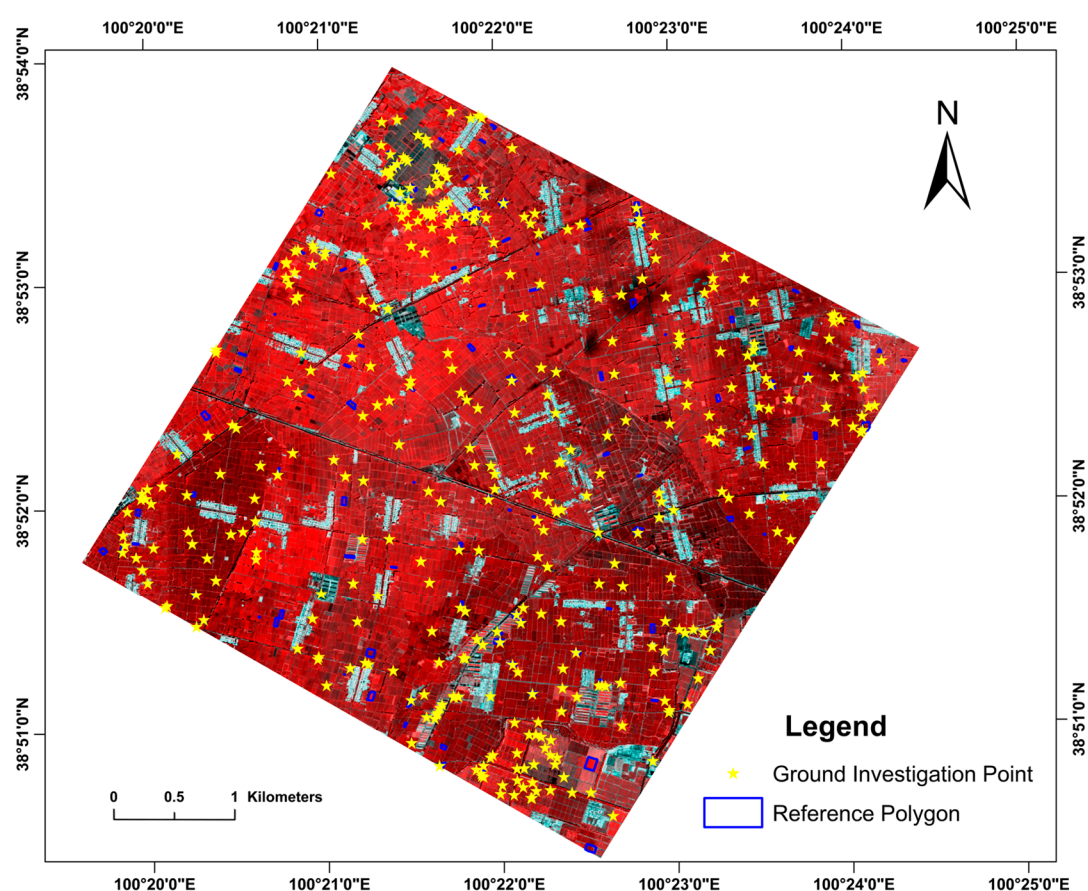 100°20'0"E 100°21'0"E 100°22'0"E 100°23'0"E 100°24'0"E 100°25'0"E
38°54'0"N
N
38°53'0"N
38°53'0"N
38°52'0"N
38°52'0"N
38°51'0"N
38°51'0"N
Legend
Ground Investigation Point
Reference Polygon
0 0.5 1 Kilometers
100°20'0"E 100°21'0"E 100°22'0"E 100°23'0"E 100°24'0"E 100°25'0"E